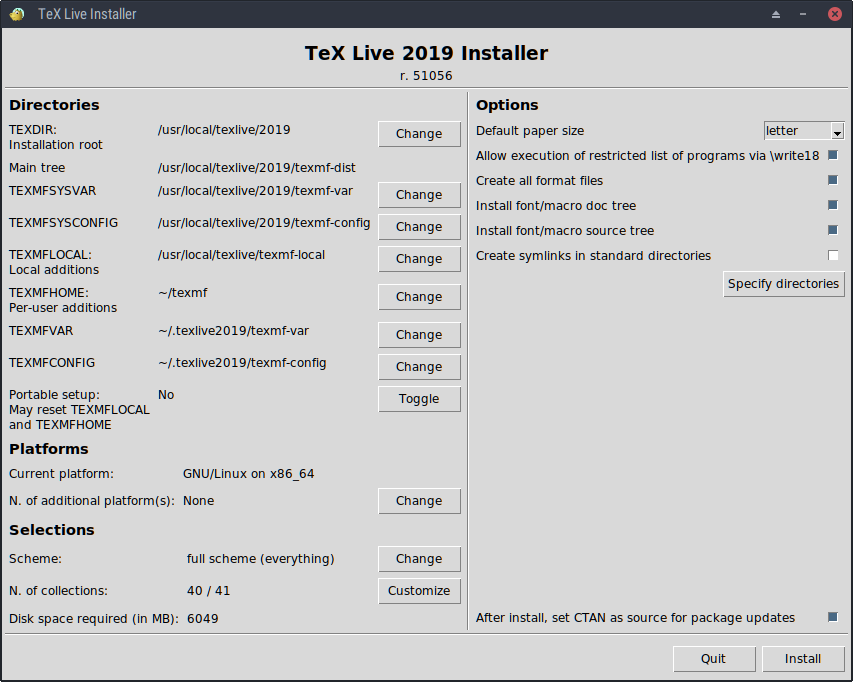 TeX Live Installer
TeX Live 2019 Installer
r. 51056
Directories
TEXDIR: /usr/local/texlive/2019 Change
Installation root
Main tree /usr/local/texlive/2019/texmf-dist
TEXMFSYSVAR /usr/local/texlive/2019/texmf-var Change
TEXMFSYSCONFIG /usr/local/texlive/2019/texmf-config Change
TEXMFLOCAL: /usr/local/texlive/texmf-local Change
Local additions
TEXMFHOME: ~/texmf Change
Per-user additions
TEXMFVAR ~/.texlive2019/texmf-var Change
TEXMFCONFIG ~/.texlive2019/texmf-config Change
Portable setup: No Toggle
May reset TEXMFLOCAL
and TEXMFHOME
Platforms
Current platform: GNU/Linux on x86_64
N. of additional platform(s): None Change
Selections
Scheme: full scheme (everything) Change
N. of collections: 40 / 41 Customize
Disk space required (in MB): 6049
Options
Default paper size letter
Allow execution of restricted list of programs via \write18
Create all format files
Install font/macro doc tree
Install font/macro source tree
Create symlinks in standard directories
Specify directories
After install, set CTAN as source for package updates
Quit Install